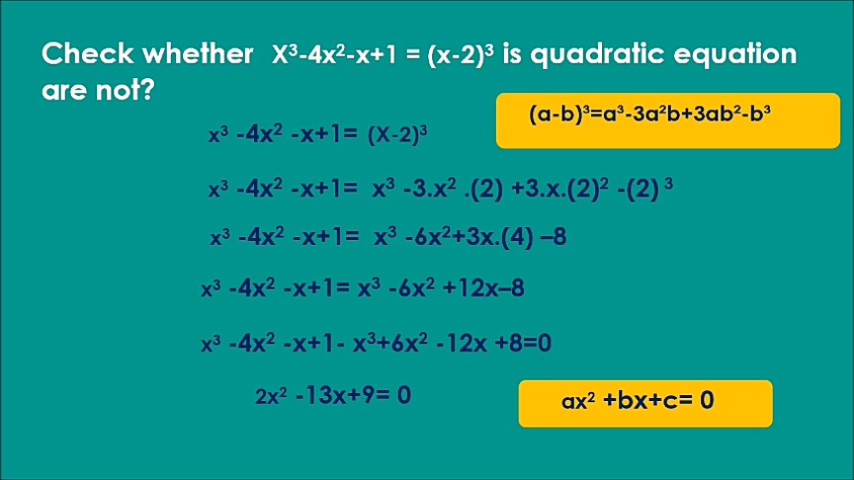 Check whether X³-4x²-x+1 = (x-2)³ is quadratic equation
are not?
(a-b)³=a³-3a²b+3ab²-b³
x³ -4x² -x+1= (X-2)³
x³ -4x² -x+1= x³ -3.x² .(2) +3.x.(2)² -(2)³
x³ -4x² -x+1= x³ -6x²+3x.(4) –8
x³ -4x² -x+1= x³ -6x² +12x–8
x³ -4x² -x+1- x³+6x² -12x +8=0
2x² -13x+9= 0
ax² +bx+c= 0